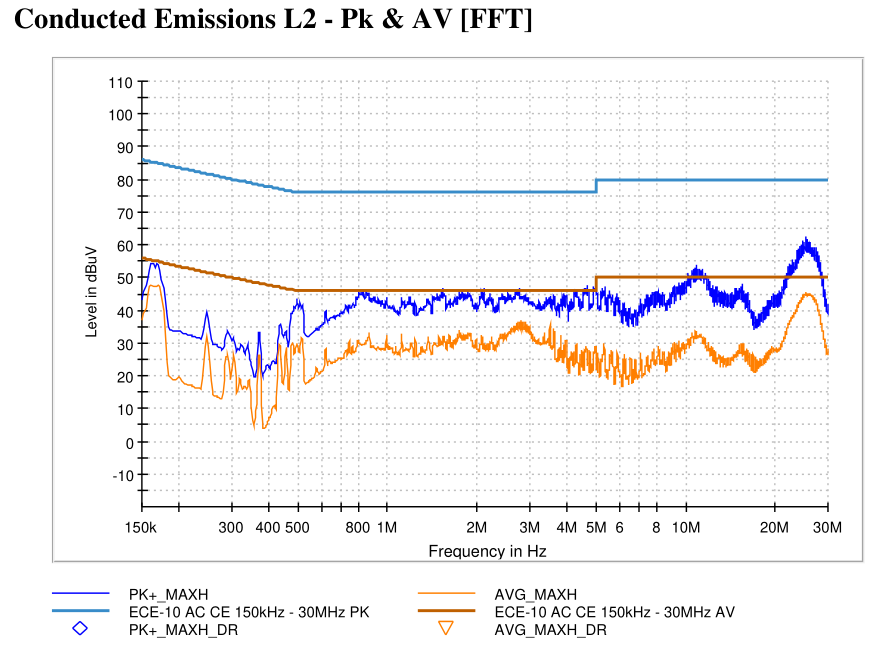 Conducted Emissions L2 - Pk & AV [FFT]
110
100
90
80
70
60
50
40
30
20
10
0
-10
Level in dBuV
150k 300 400 500 800 1M 2M 3M 4M 5M 6 8 10M 20M 30M
Frequency in Hz
PK+_MAXH AVG_MAXH
ECE-10 AC CE 150kHz - 30MHz PK ECE-10 AC CE 150kHz - 30MHz AV
PK+_MAXH_DR AVG_MAXH_DR